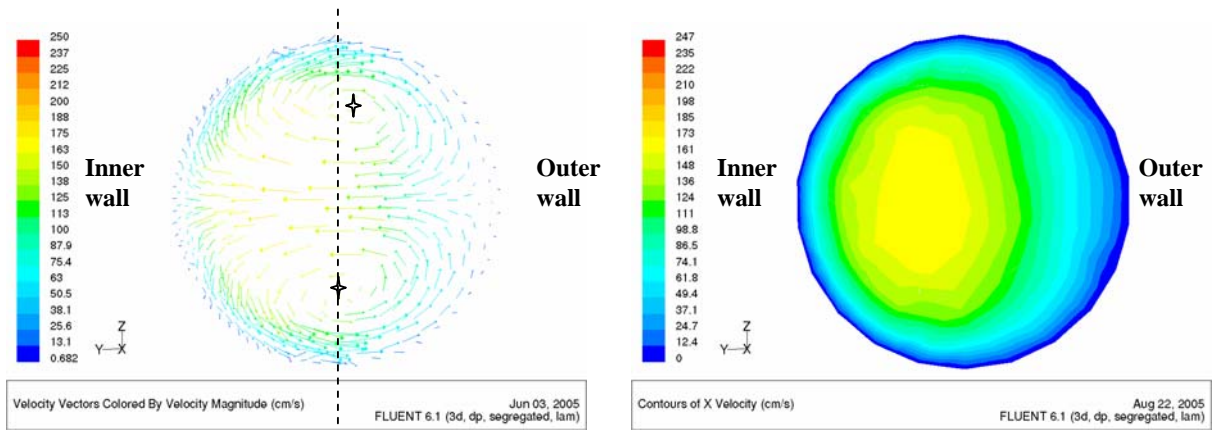 250
237
225
212
200
188
175
163
150
138
125
113
100
87.9
75.4
63
50.5
38.1
25.6
13.1
0.682
Inner
wall
Outer
wall
Z
Y X
Velocity Vectors Colored By Velocity Magnitude (cm/s)
Jun 03, 2005
FLUENT 6.1 (3d, dp, segregated, lam)
247
235
222
210
198
185
173
161
148
136
124
111
98.8
86.5
74.1
61.8
49.4
37.1
24.7
12.4
0
Inner
wall
Outer
wall
Z
Y X
Contours of X Velocity (cm/s)
Aug 22, 2005
FLUENT 6.1 (3d, dp, segregated, lam)